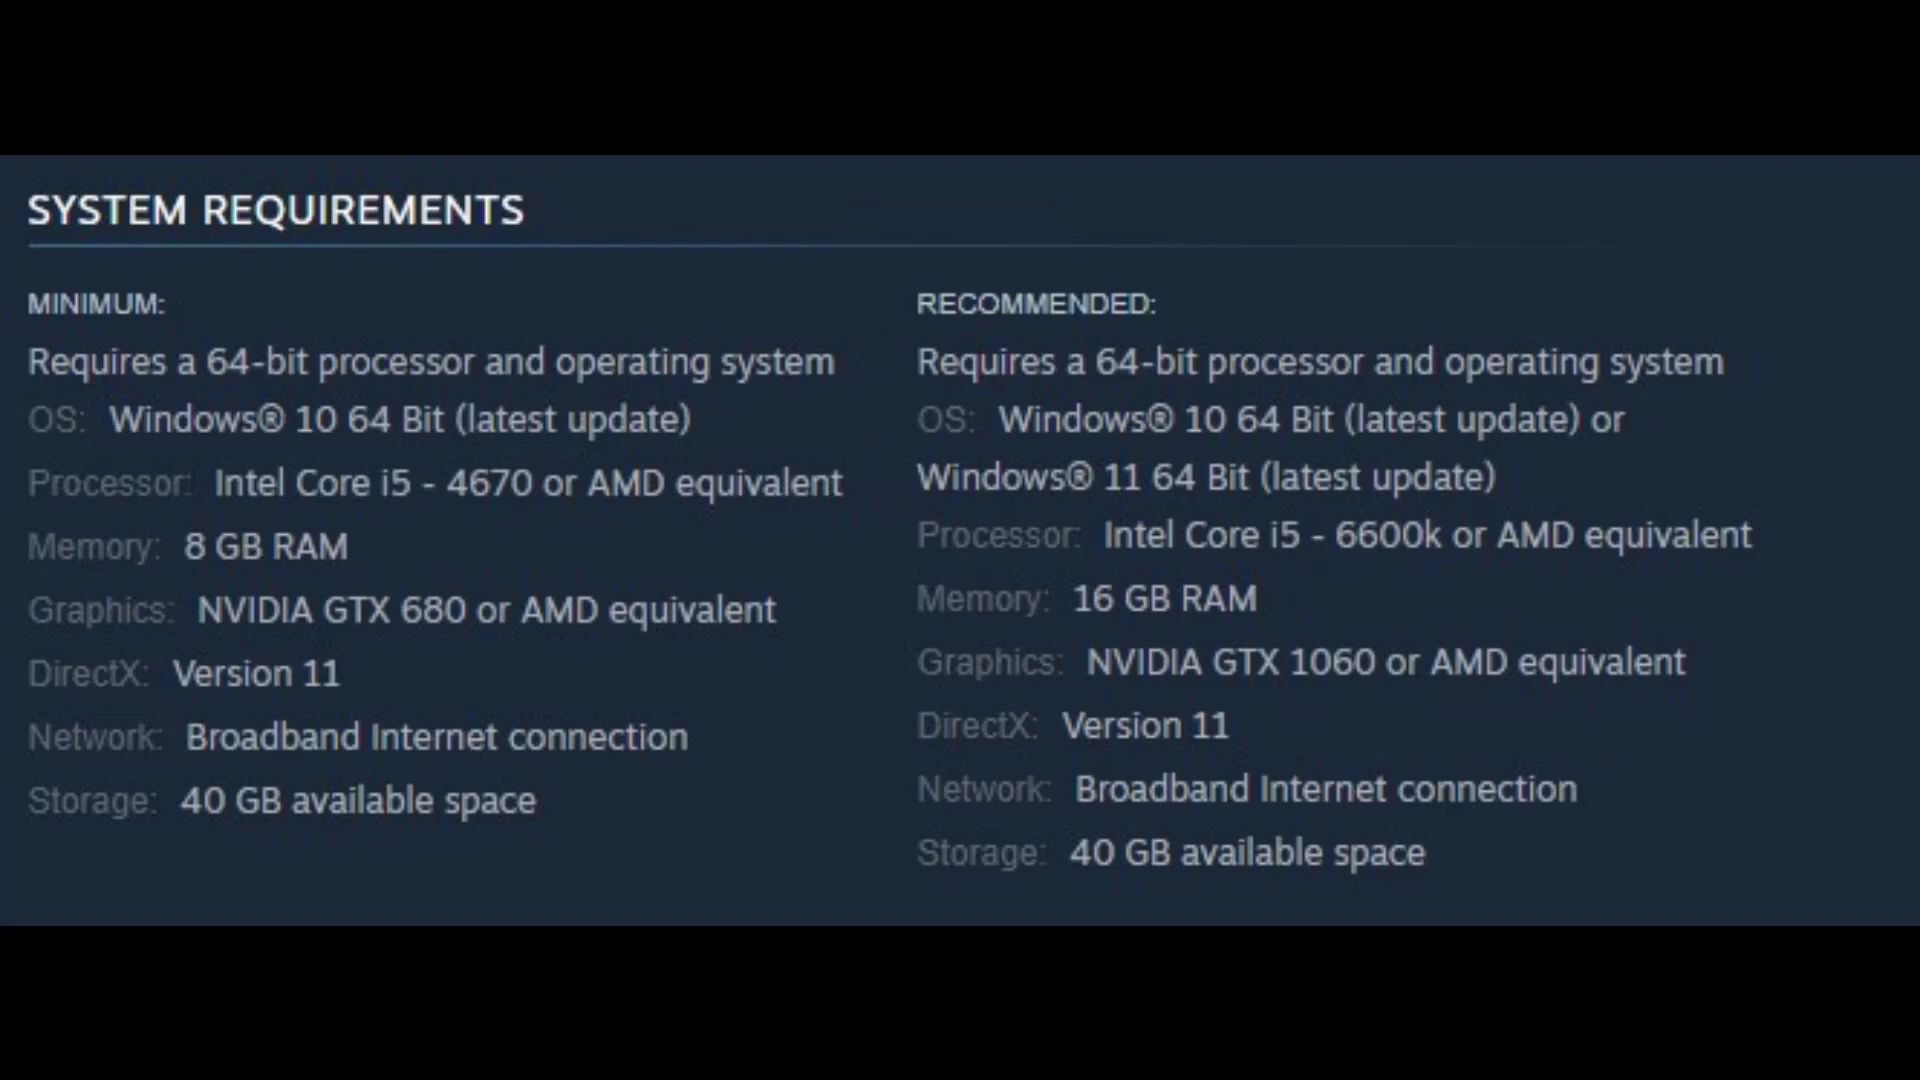 SYSTEM REQUIREMENTS
MINIMUM:
Requires a 64-bit processor and operating system
OS: Windows® 10 64 Bit (latest update)
Processor: Intel Core i5 - 4670 or AMD equivalent
Memory: 8 GB RAM
Graphics: NVIDIA GTX 680 or AMD equivalent
DirectX: Version 11
Network: Broadband Internet connection
Storage: 40 GB available space
RECOMMENDED:
Requires a 64-bit processor and operating system
OS: Windows® 10 64 Bit (latest update) or
Windows® 11 64 Bit (latest update)
Processor: Intel Core i5 - 6600k or AMD equivalent
Memory: 16 GB RAM
Graphics: NVIDIA GTX 1060 or AMD equivalent
DirectX: Version 11
Network: Broadband Internet connection
Storage: 40 GB available space